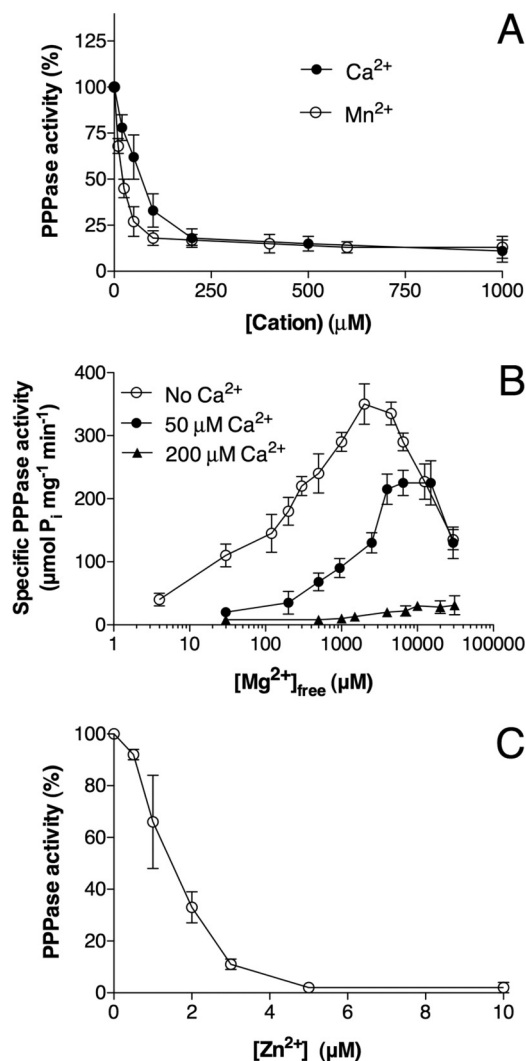 A
PPPase activity (%)
125
100
75
50
25
0
Ca²⁺
Mn²⁺
0 250 500 750 1000
[Cation) (μM)
B
Specific PPPase activity
(μmol Pᵢ mg⁻¹ min⁻¹)
400
300
200
100
0
No Ca²⁺
50 μM Ca²⁺
200 μM Ca²⁺
1 10 100 1000 10000 100000
[Mg²⁺]free (μM)
C
PPPase activity (%)
100
80
60
40
20
0
0 2 4 6 8 10
[Zn²⁺] (μM)